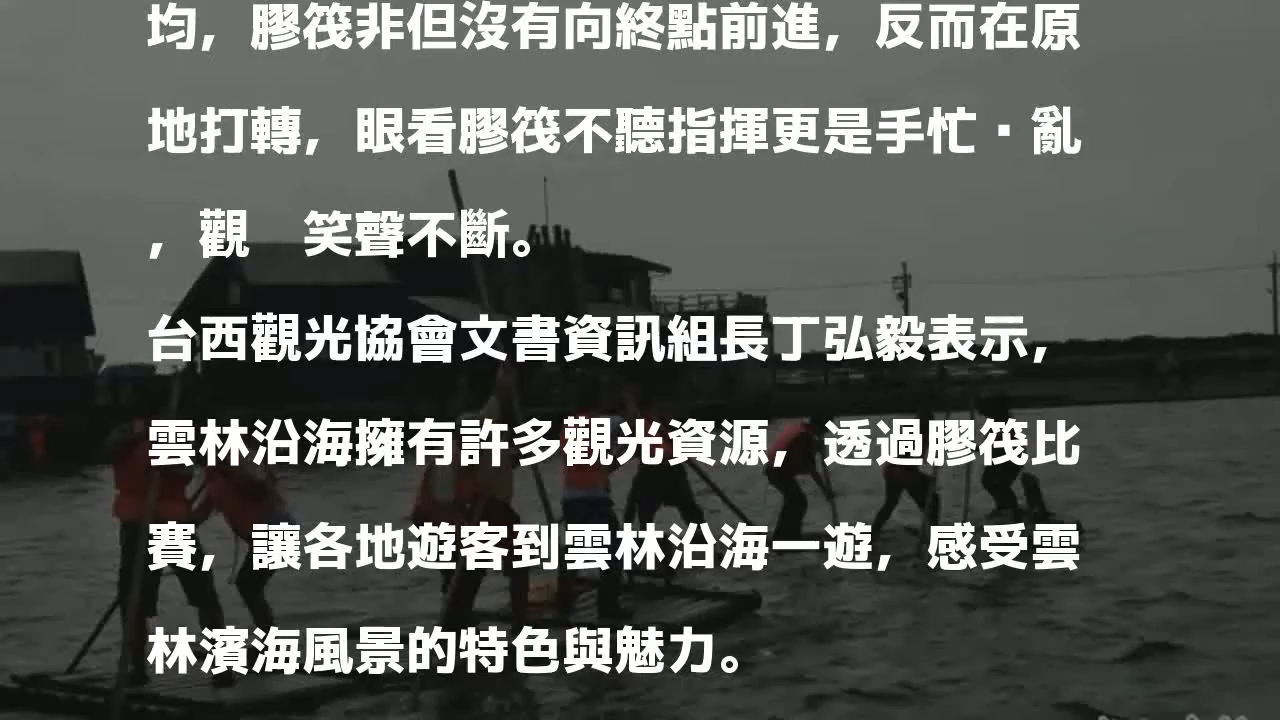 均，膠筏非但沒有向終點前進，反而在原
地打轉，眼看膠筏不聽指揮更是手忙▪亂
，觀　笑聲不斷。
台西觀光協會文書資訊組長丁弘毅表示，
雲林沿海擁有許多觀光資源，透過膠筏比
賽，讓各地遊客到雲林沿海一遊，感受雲
林濱海風景的特色與魅力。